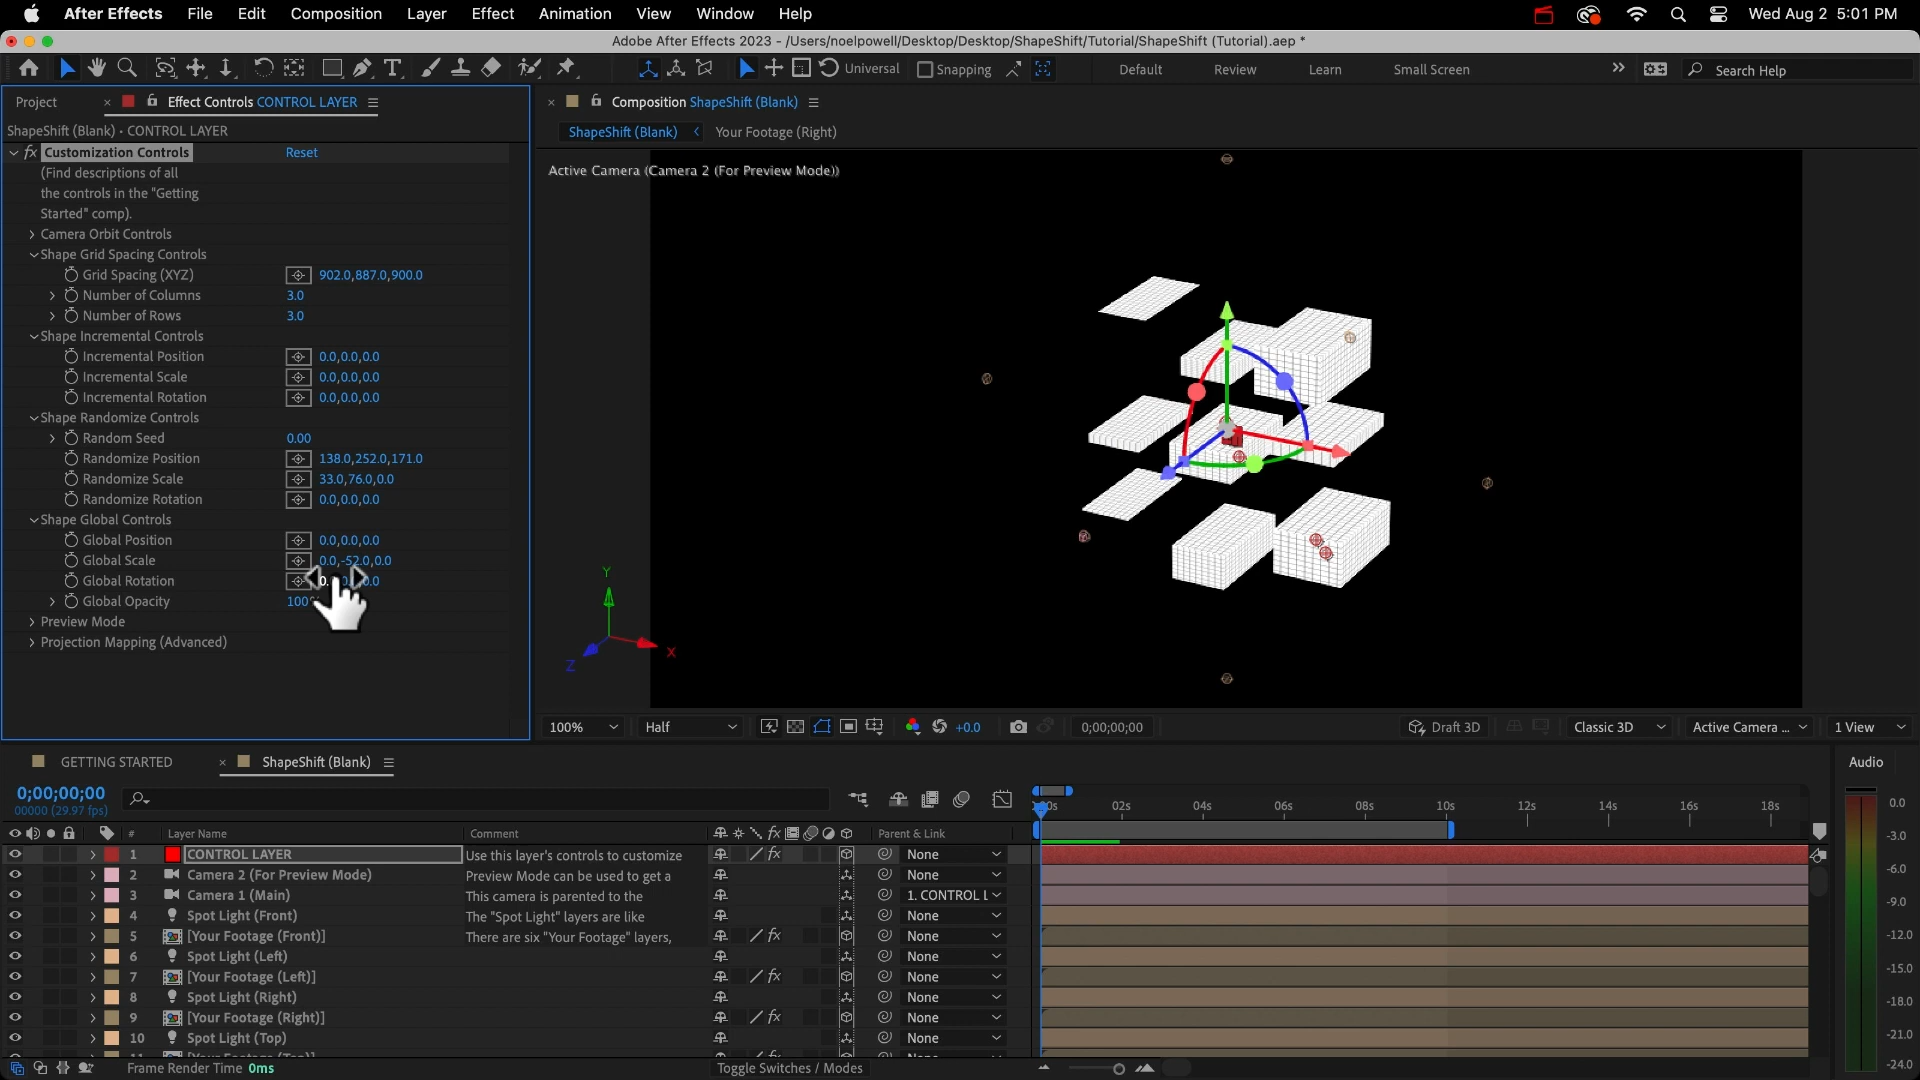 After Effects File Edit Composition Layer Effect Animation View Window Help Wed Aug 2 5:01 PM
Adobe After Effects 2023 - /Users/noelpowell/Desktop/Desktop/ShapeShift/Tutorial/ShapeShift (Tutorial).aep *
Universal Snapping Default Review Learn Small Screen Search Help
Project Effect Controls CONTROL LAYER Composition ShapeShift (Blank)
ShapeShift (Blank) • CONTROL LAYER
ShapeShift (Blank) Your Footage (Right)
Customization Controls Reset
(Find descriptions of all
the controls in the "Getting
Started" comp).
Active Camera (Camera 2 (For Preview Mode))
Camera Orbit Controls
Shape Grid Spacing Controls
Grid Spacing (XYZ) 902.0,887.0,900.0
Number of Columns 3.0
Number of Rows 3.0
Shape Incremental Controls
Incremental Position 0.0,0.0,0.0
Incremental Scale 0.0,0.0,0.0
Incremental Rotation 0.0,0.0,0.0
Shape Randomize Controls
Random Seed 0.00
Randomize Position 138.0,252.0,171.0
Randomize Scale 33.0,76.0,0.0
Randomize Rotation 0.0,0.0,0.0
Shape Global Controls
Global Position 0.0,0.0,0.0
Global Scale 0.0,-52.0,0.0
Global Rotation
Global Opacity
Preview Mode
Projection Mapping (Advanced)
Y
X
Z
100% Half +0.0 0;00;00;00 Draft 3D Classic 3D Active Camera ... 1 View
GETTING STARTED ShapeShift (Blank) Audio
0;00;00;00
00000 (29.97 fps)
02s 04s 06s 08s 10s 12s 14s 16s 18s
# Layer Name Comment fx Parent & Link
1 CONTROL LAYER Use this layer's controls to customize fx None
2 Camera 2 (For Preview Mode) Preview Mode can be used to get a None
3 Camera 1 (Main) This camera is parented to the 1. CONTROL L
4 Spot Light (Front) The "Spot Light" layers are like None
5 [Your Footage (Front)] There are six "Your Footage" layers, fx None
6 Spot Light (Left) None
7 [Your Footage (Left)] fx None
8 Spot Light (Right) None
9 [Your Footage (Right)] fx None
10 Spot Light (Top) None
0.0
-3.0
-6.0
-9.0
-12.0
-15.0
-18.0
-21.0
-24.0
Frame Render Time 0ms Toggle Switches / Modes